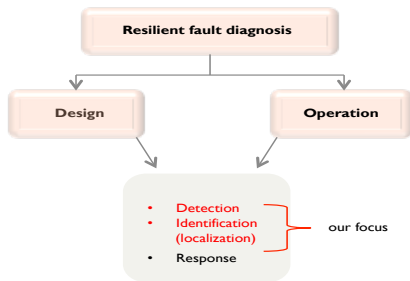 Resilient fault diagnosis
Design
Operation
• Detection
• Identification
(localization)
• Response
our focus